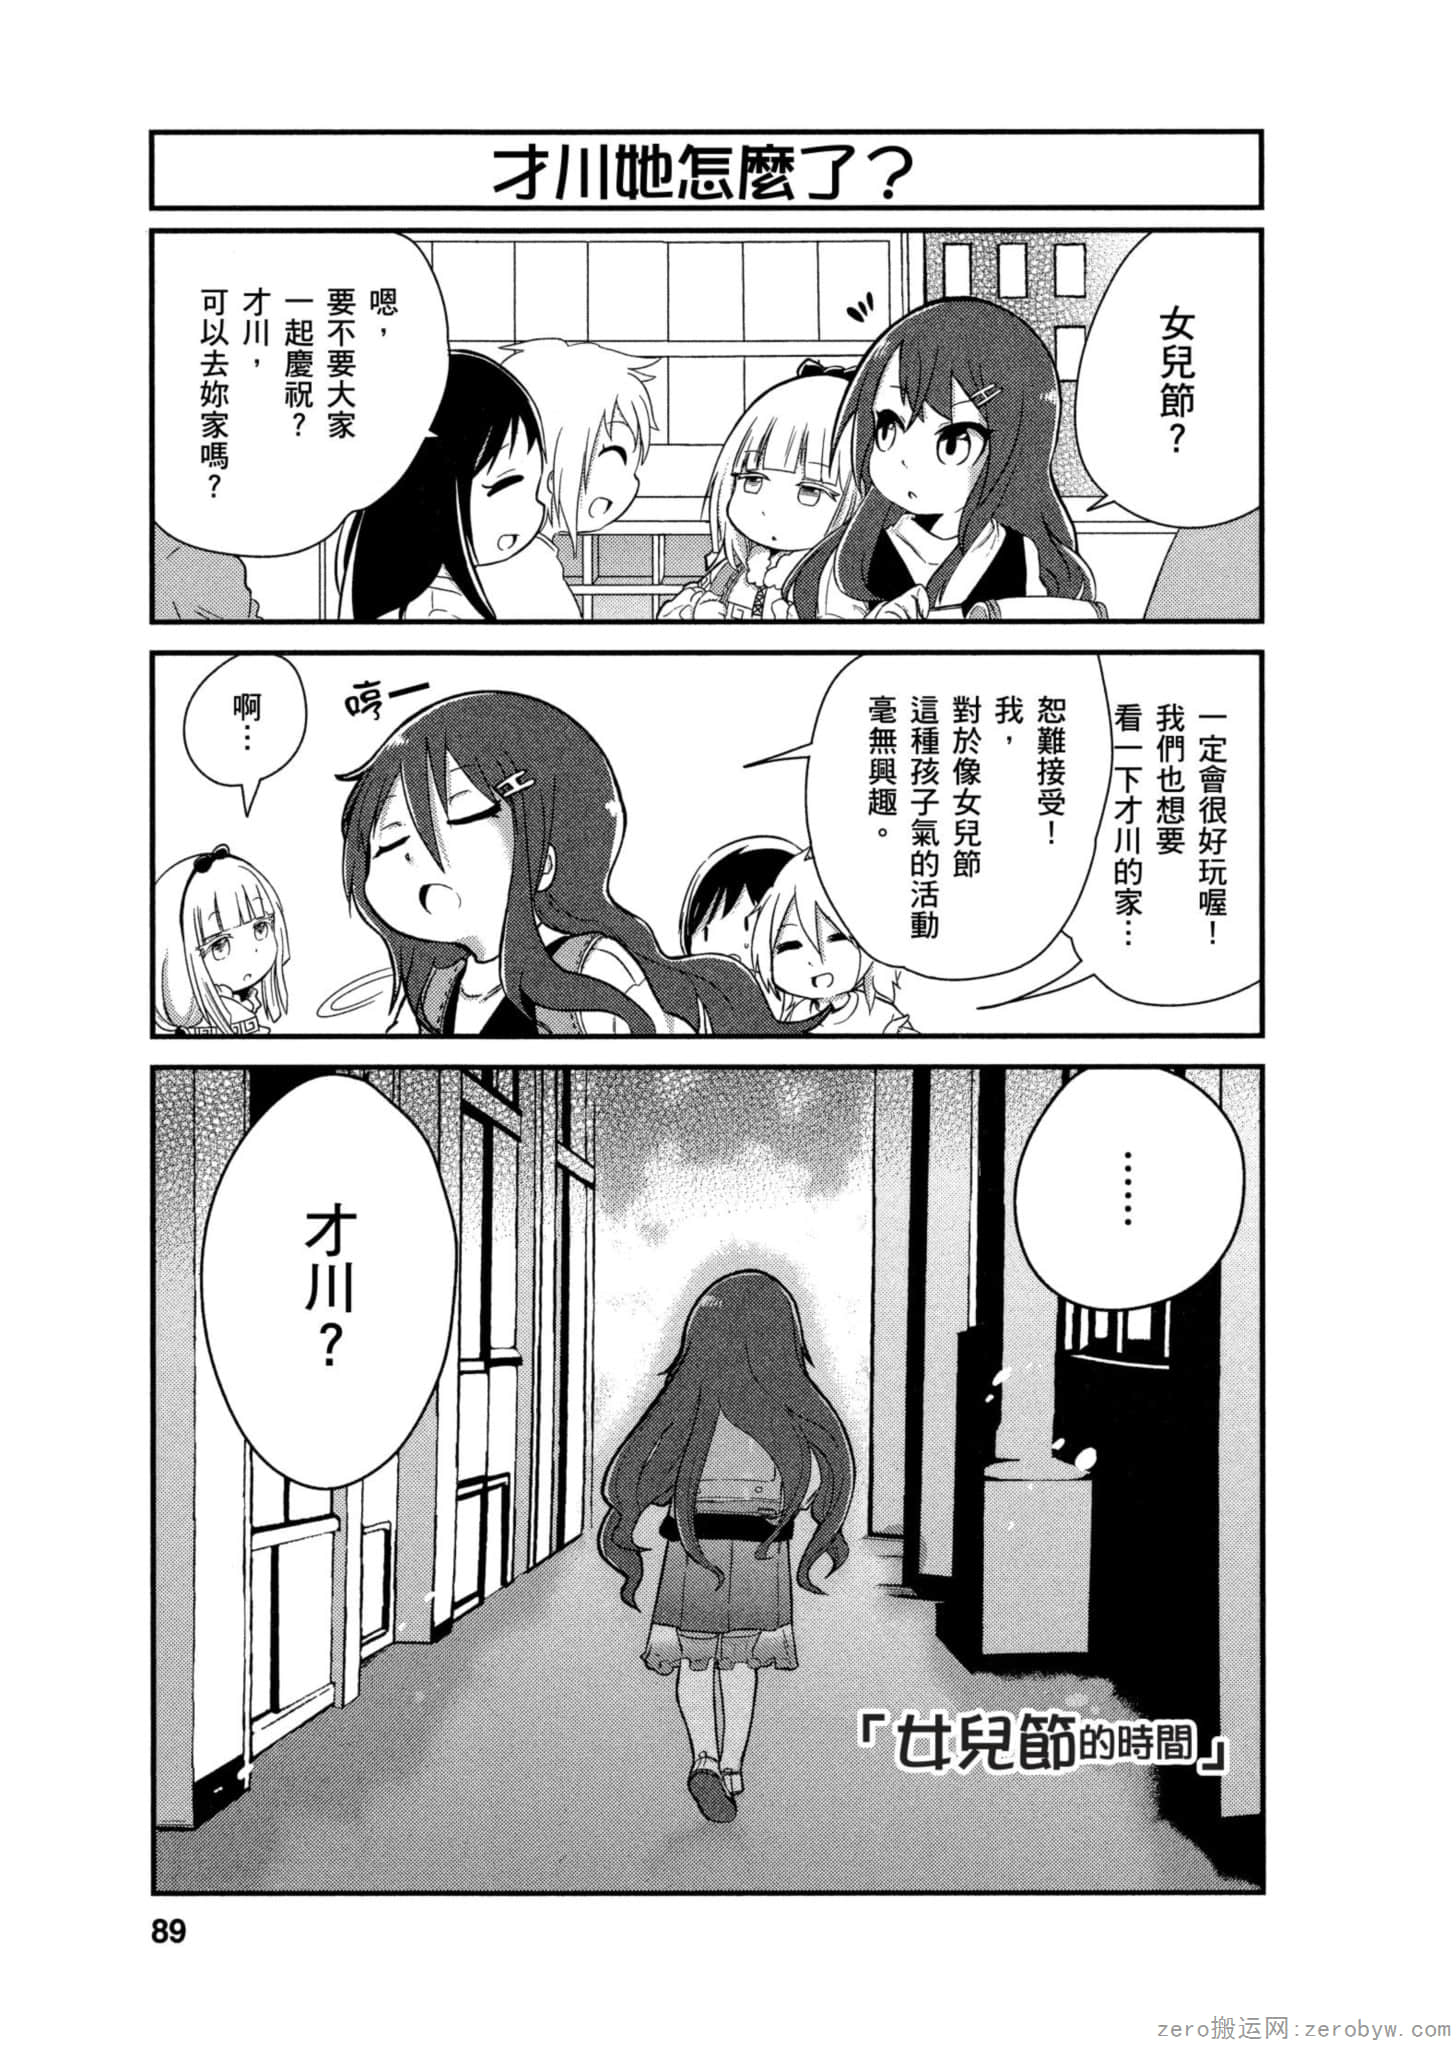 才川她怎麼了？
女兒節？
嗯，
要不要大家
一起慶祝？
才川，
可以去妳家嗎？
一定會很好玩喔！
我們也想要
看一下才川的家…
恕難接受！
我，
對於像女兒節
這種孩子氣的活動
毫無興趣。
哼一
啊…
……
才川？
「女兒節的時間」
89
zero搬运网:zerobyw.com